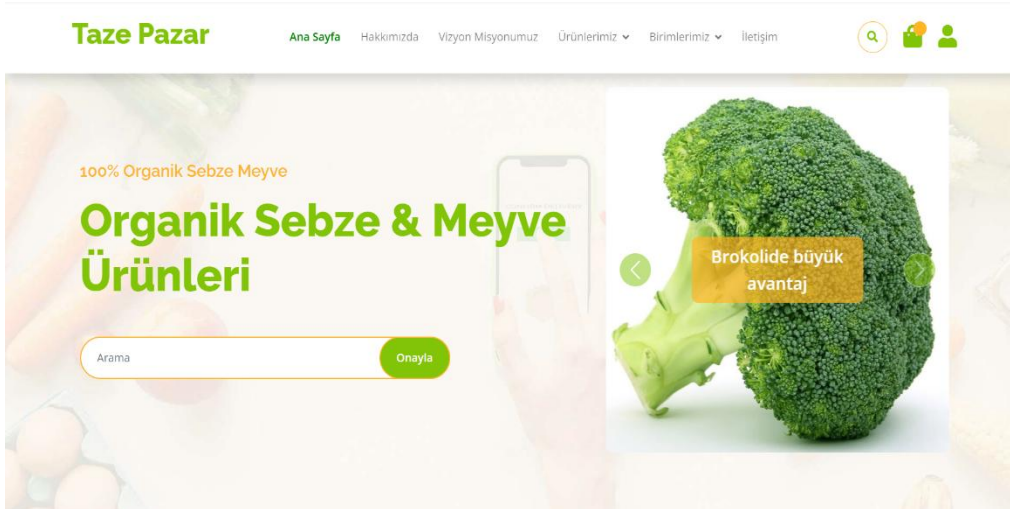 Taze Pazar
Ana Sayfa Hakkımızda Vizyon Misyonumuz Ürünlerimiz Birimlerimiz İletişim
100% Organik Sebze Meyve
Organik Sebze & Meyve
Ürünleri
Arama Onayla
Brokolide büyük
avantaj